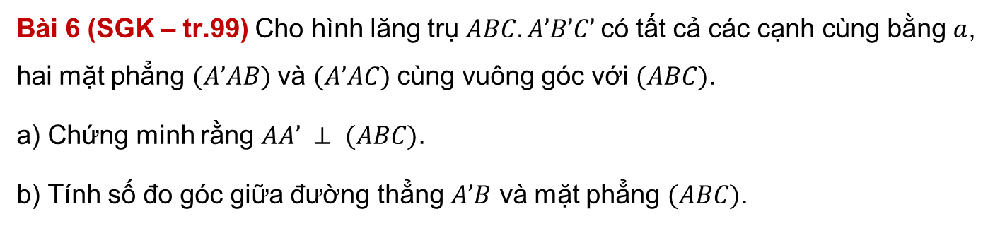 Bài 6 (SGK – tr.99) Cho hình lăng trụ ABC. A’B’C’ có tất cả các cạnh cùng bằng a,
hai mặt phẳng (A’AB) và (A’AC) cùng vuông góc với (ABC).
a) Chứng minh rằng AA’ ⊥ (ABC).
b) Tính số đo góc giữa đường thẳng A’B và mặt phẳng (ABC).